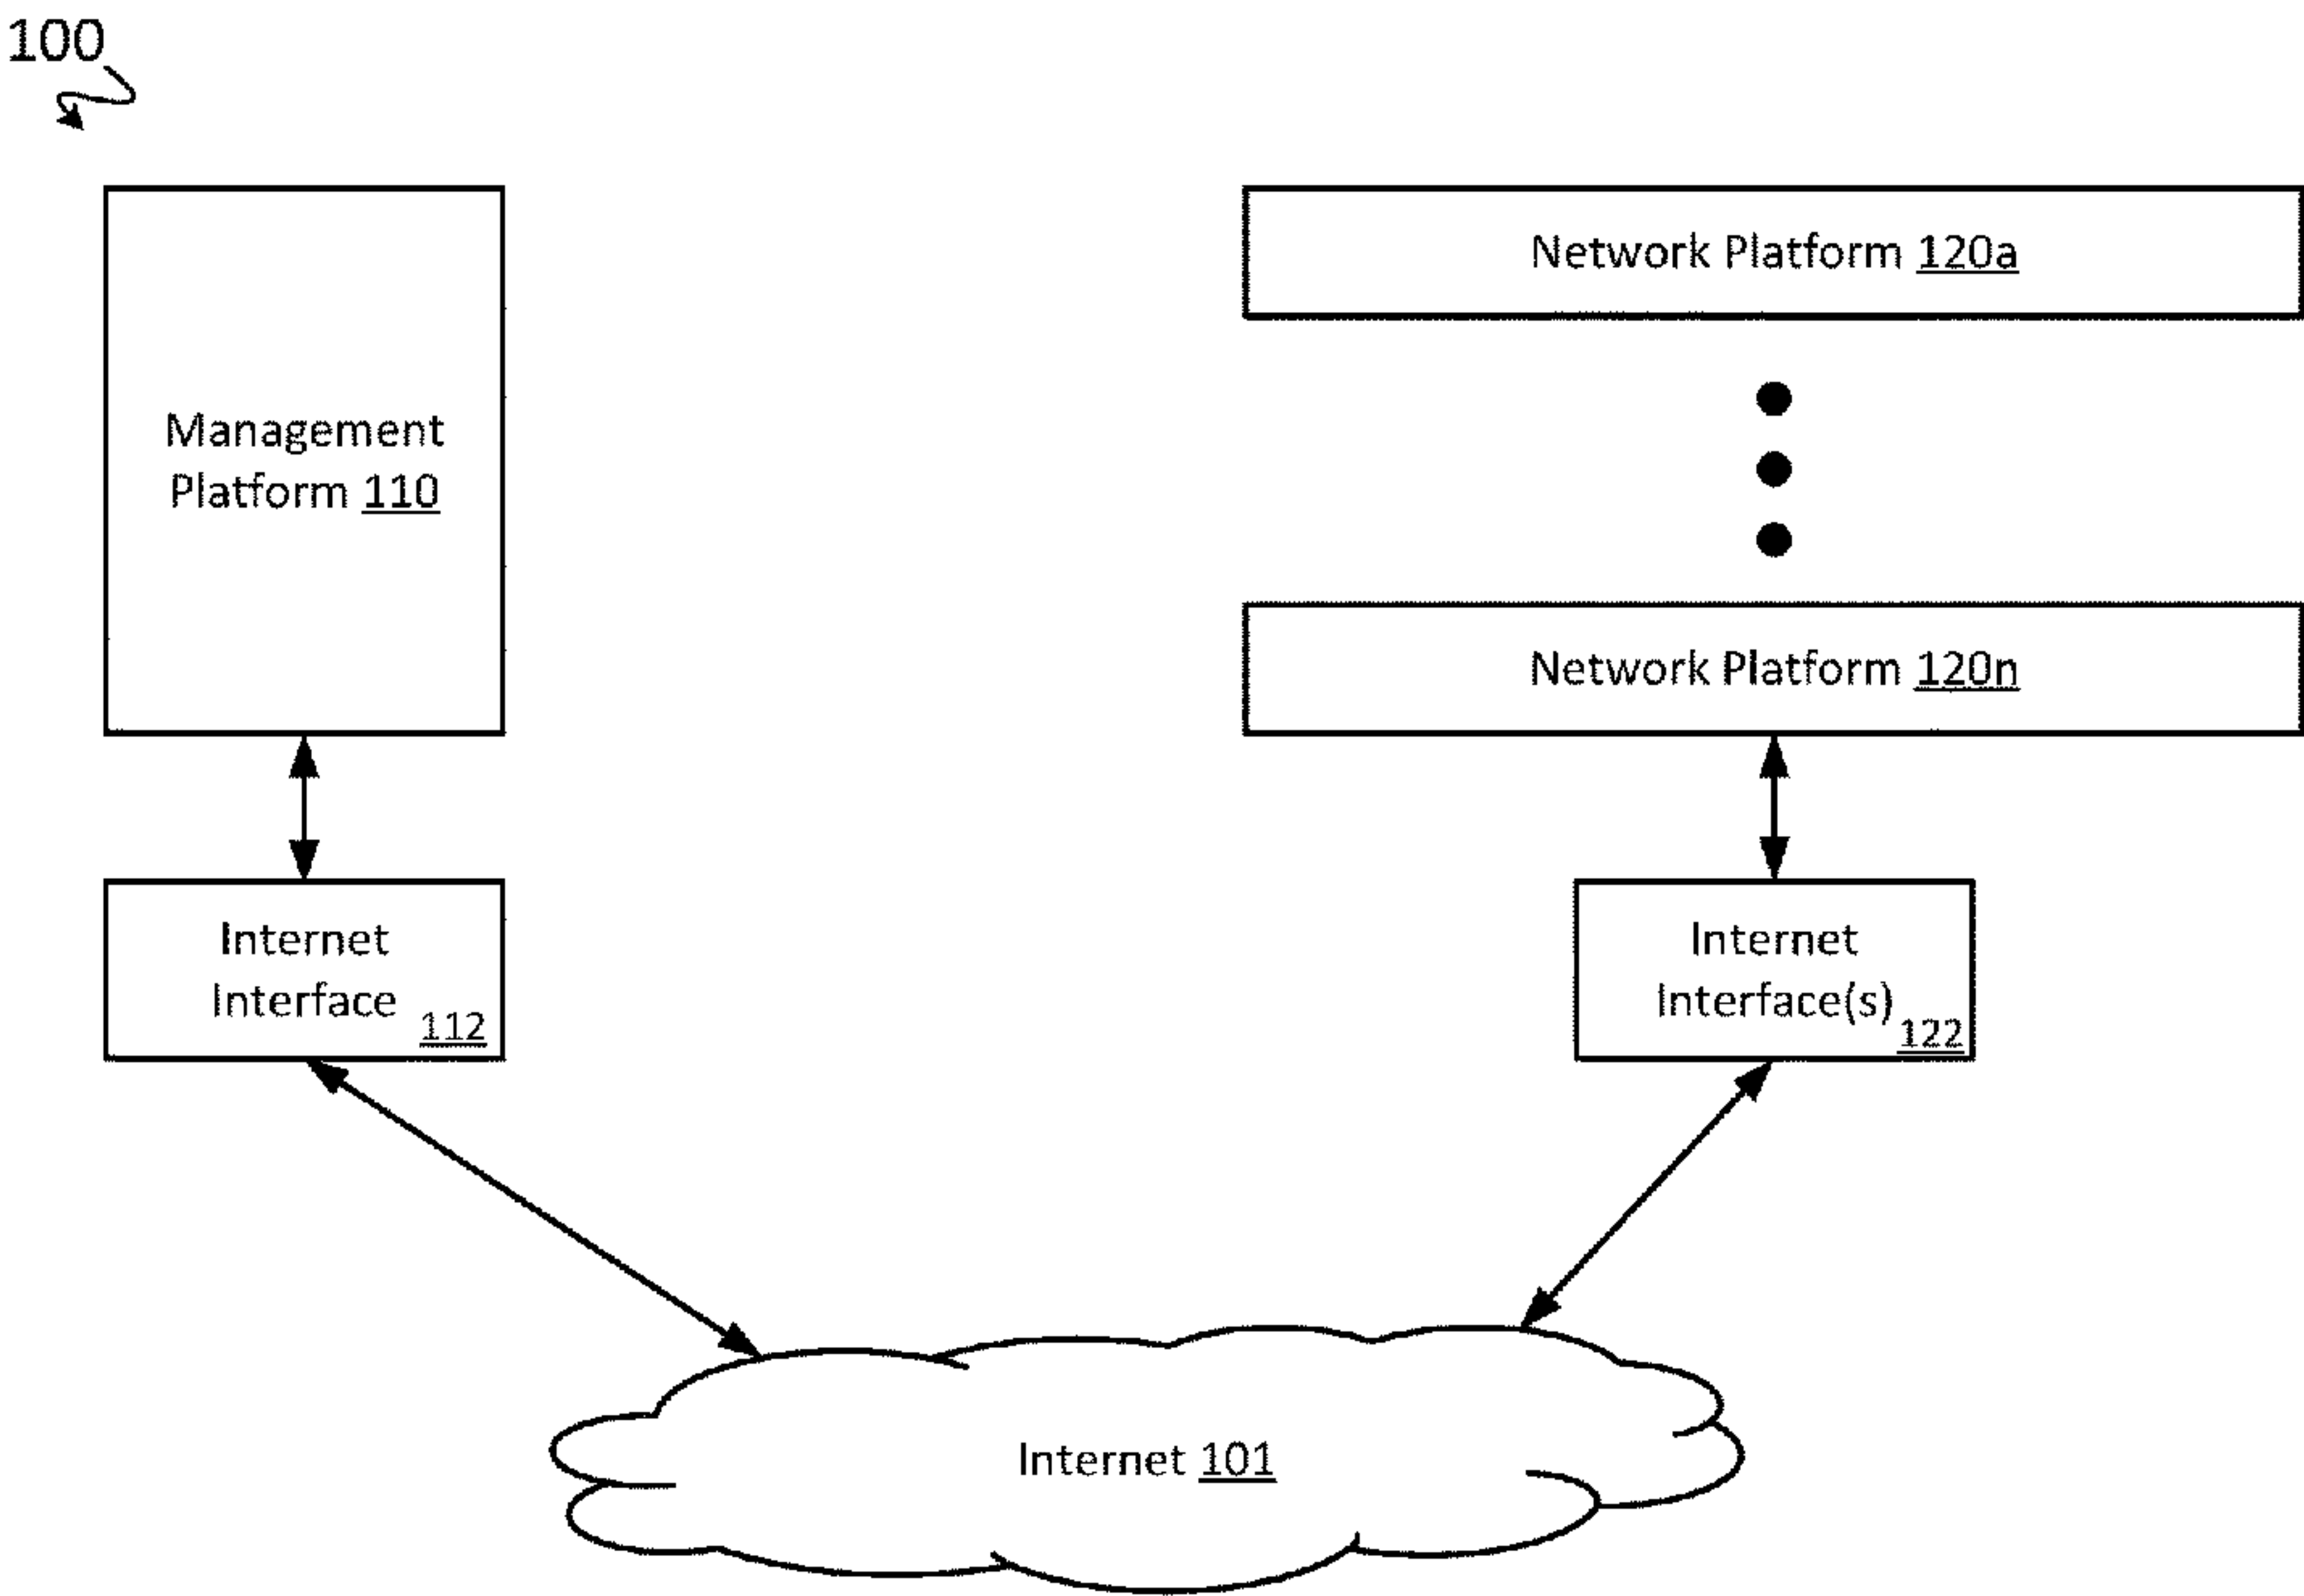 100
Network Platform 120a
Management
Platform 110
Network Platform 120n
Internet
Interface 112
Internet
Interface(s) 122
Internet 101